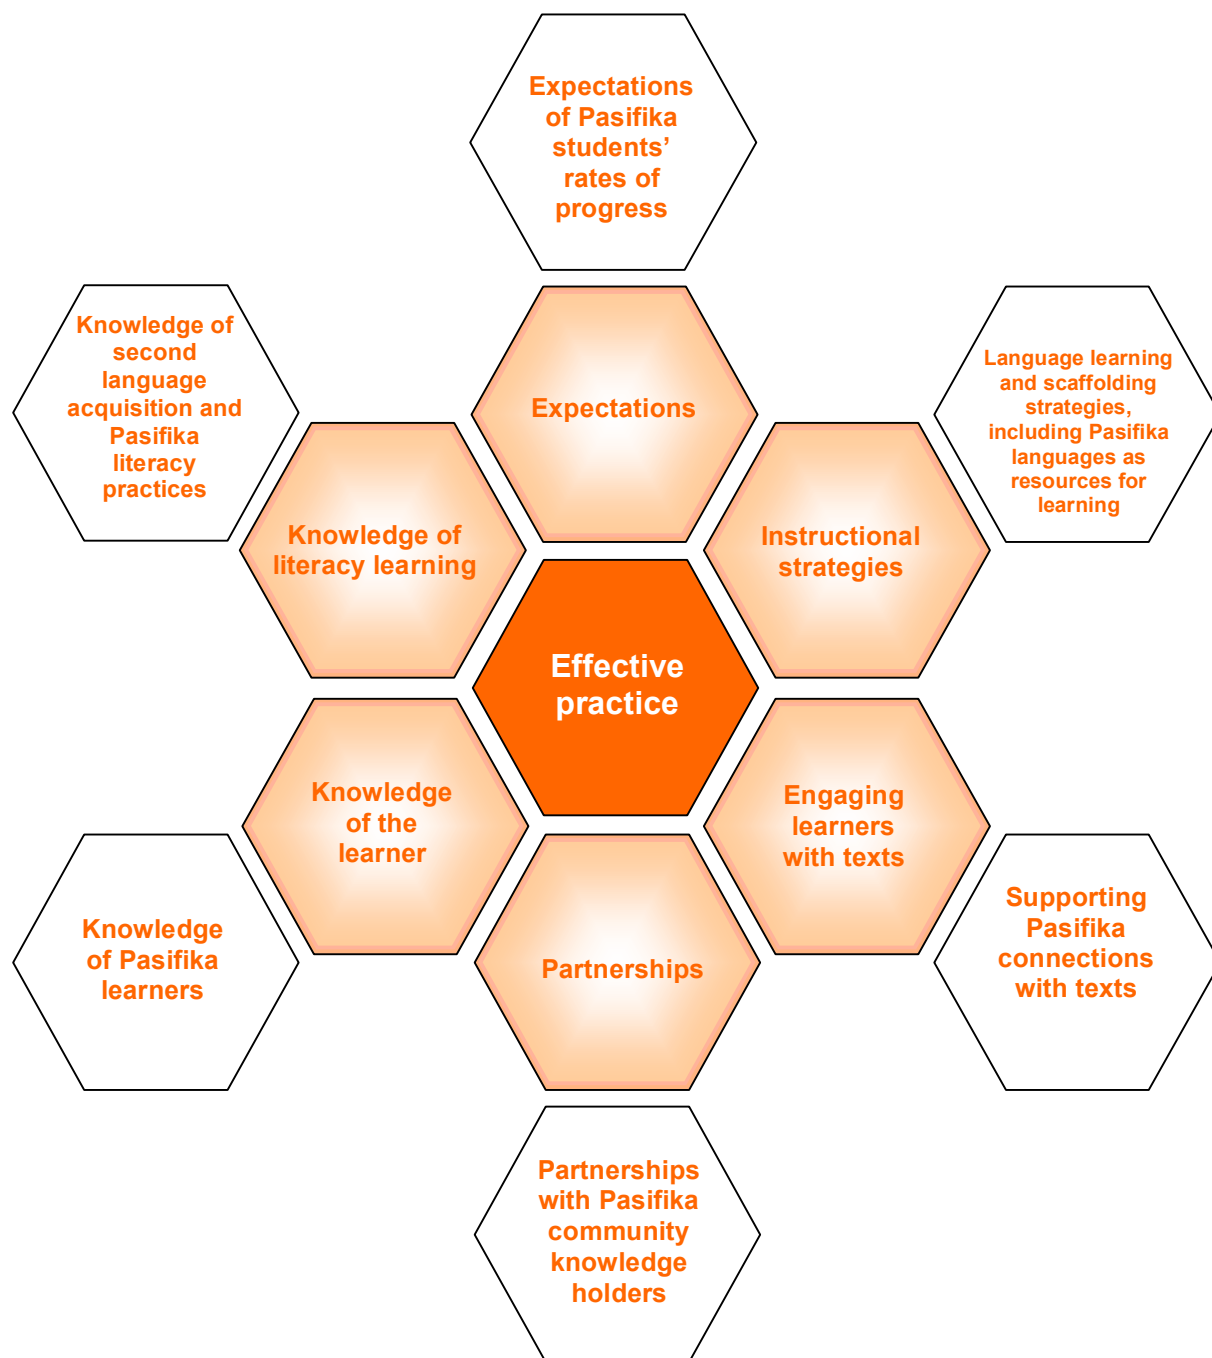 Expectations
of Pasifika
students’
rates of
progress
Knowledge of
second
language
acquisition and
Pasifika
literacy
practices
Expectations
Language learning
and scaffolding
strategies,
including Pasifika
languages as
resources for
learning
Knowledge of
literacy learning
Instructional
strategies
Effective
practice
Knowledge
of the
learner
Engaging
learners
with texts
Knowledge
of Pasifika
learners
Partnerships
Supporting
Pasifika
connections
with texts
Partnerships
with Pasifika
community
knowledge
holders